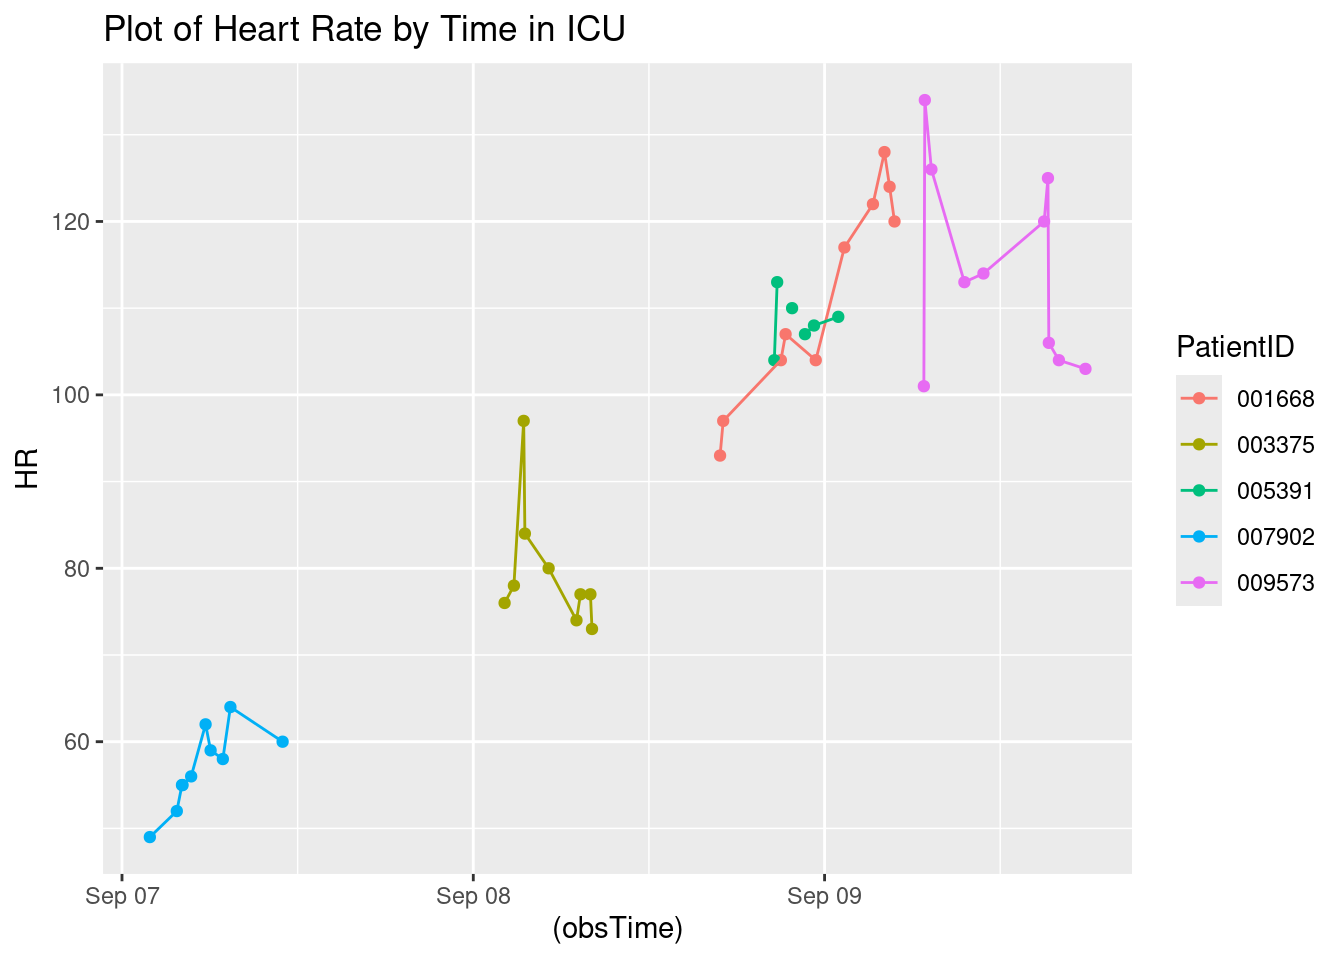 Plot of Heart Rate by Time in ICU
HR
120
100
80
60
Sep 07
Sep 08
Sep 09
(obsTime)
PatientID
001668
003375
005391
007902
009573